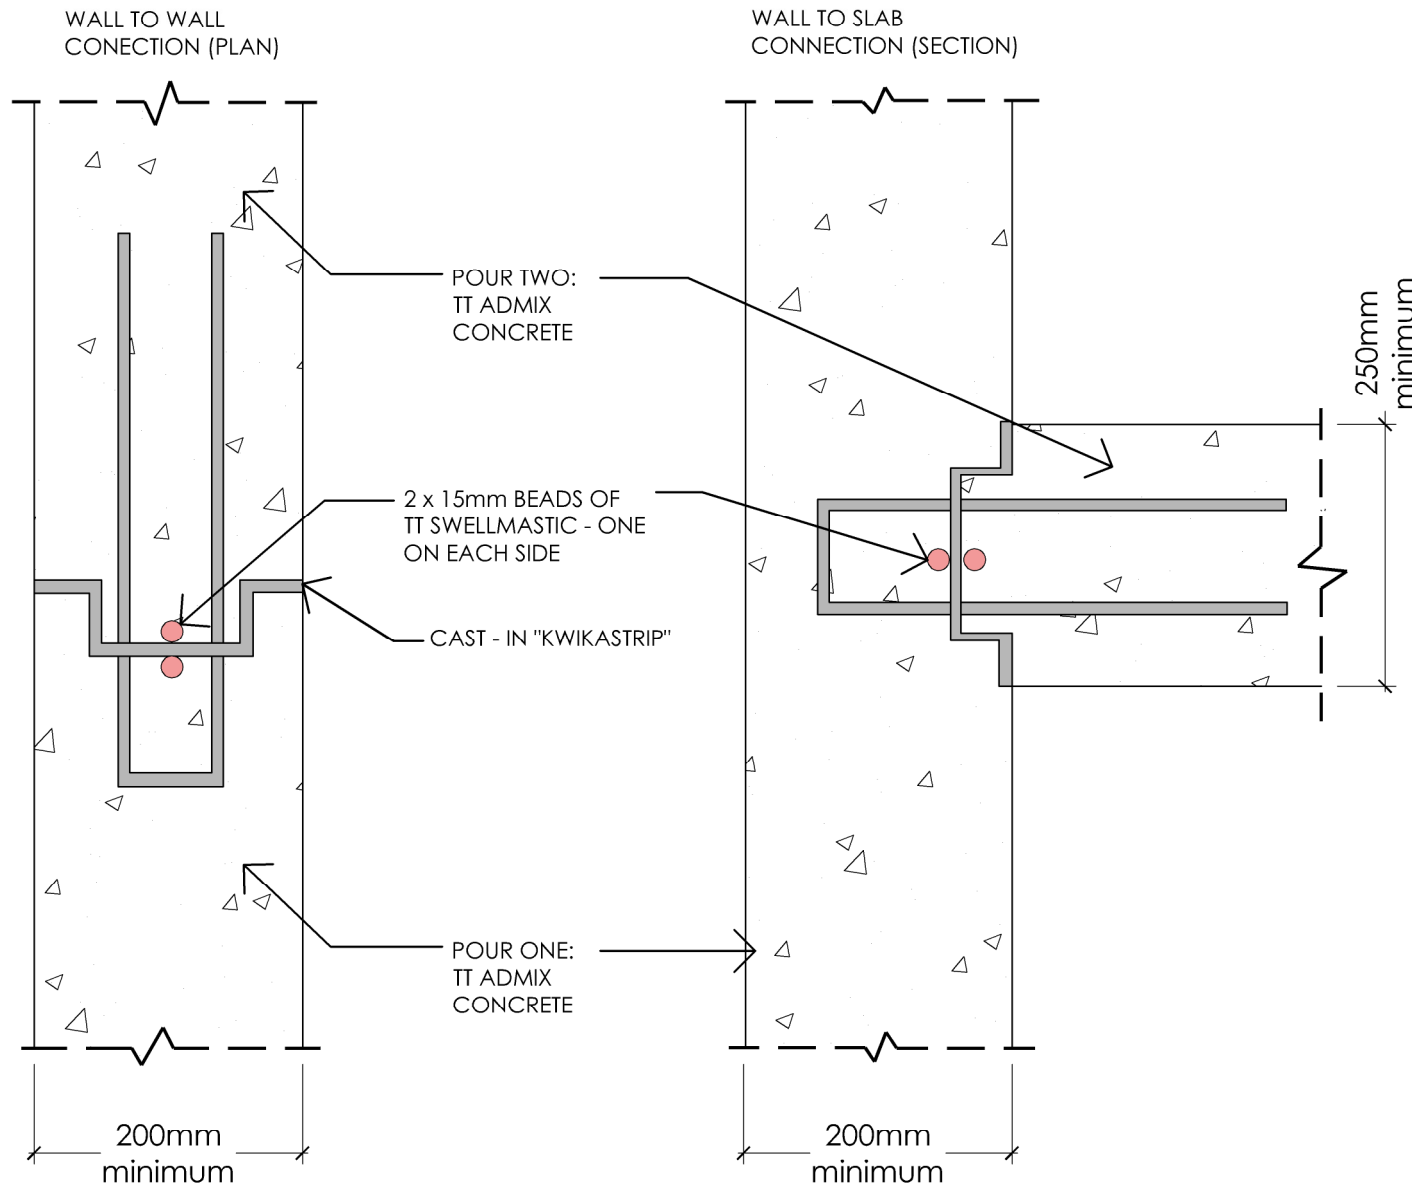 WALL TO WALL
CONECTION (PLAN)
WALL TO SLAB
CONNECTION (SECTION)
POUR TWO:
TT ADMIX
CONCRETE
250mm
minimum
2 x 15mm BEADS OF
TT SWELLMASTIC - ONE
ON EACH SIDE
CAST - IN "KWIKASTRIP"
POUR ONE:
TT ADMIX
CONCRETE
200mm
minimum
200mm
minimum